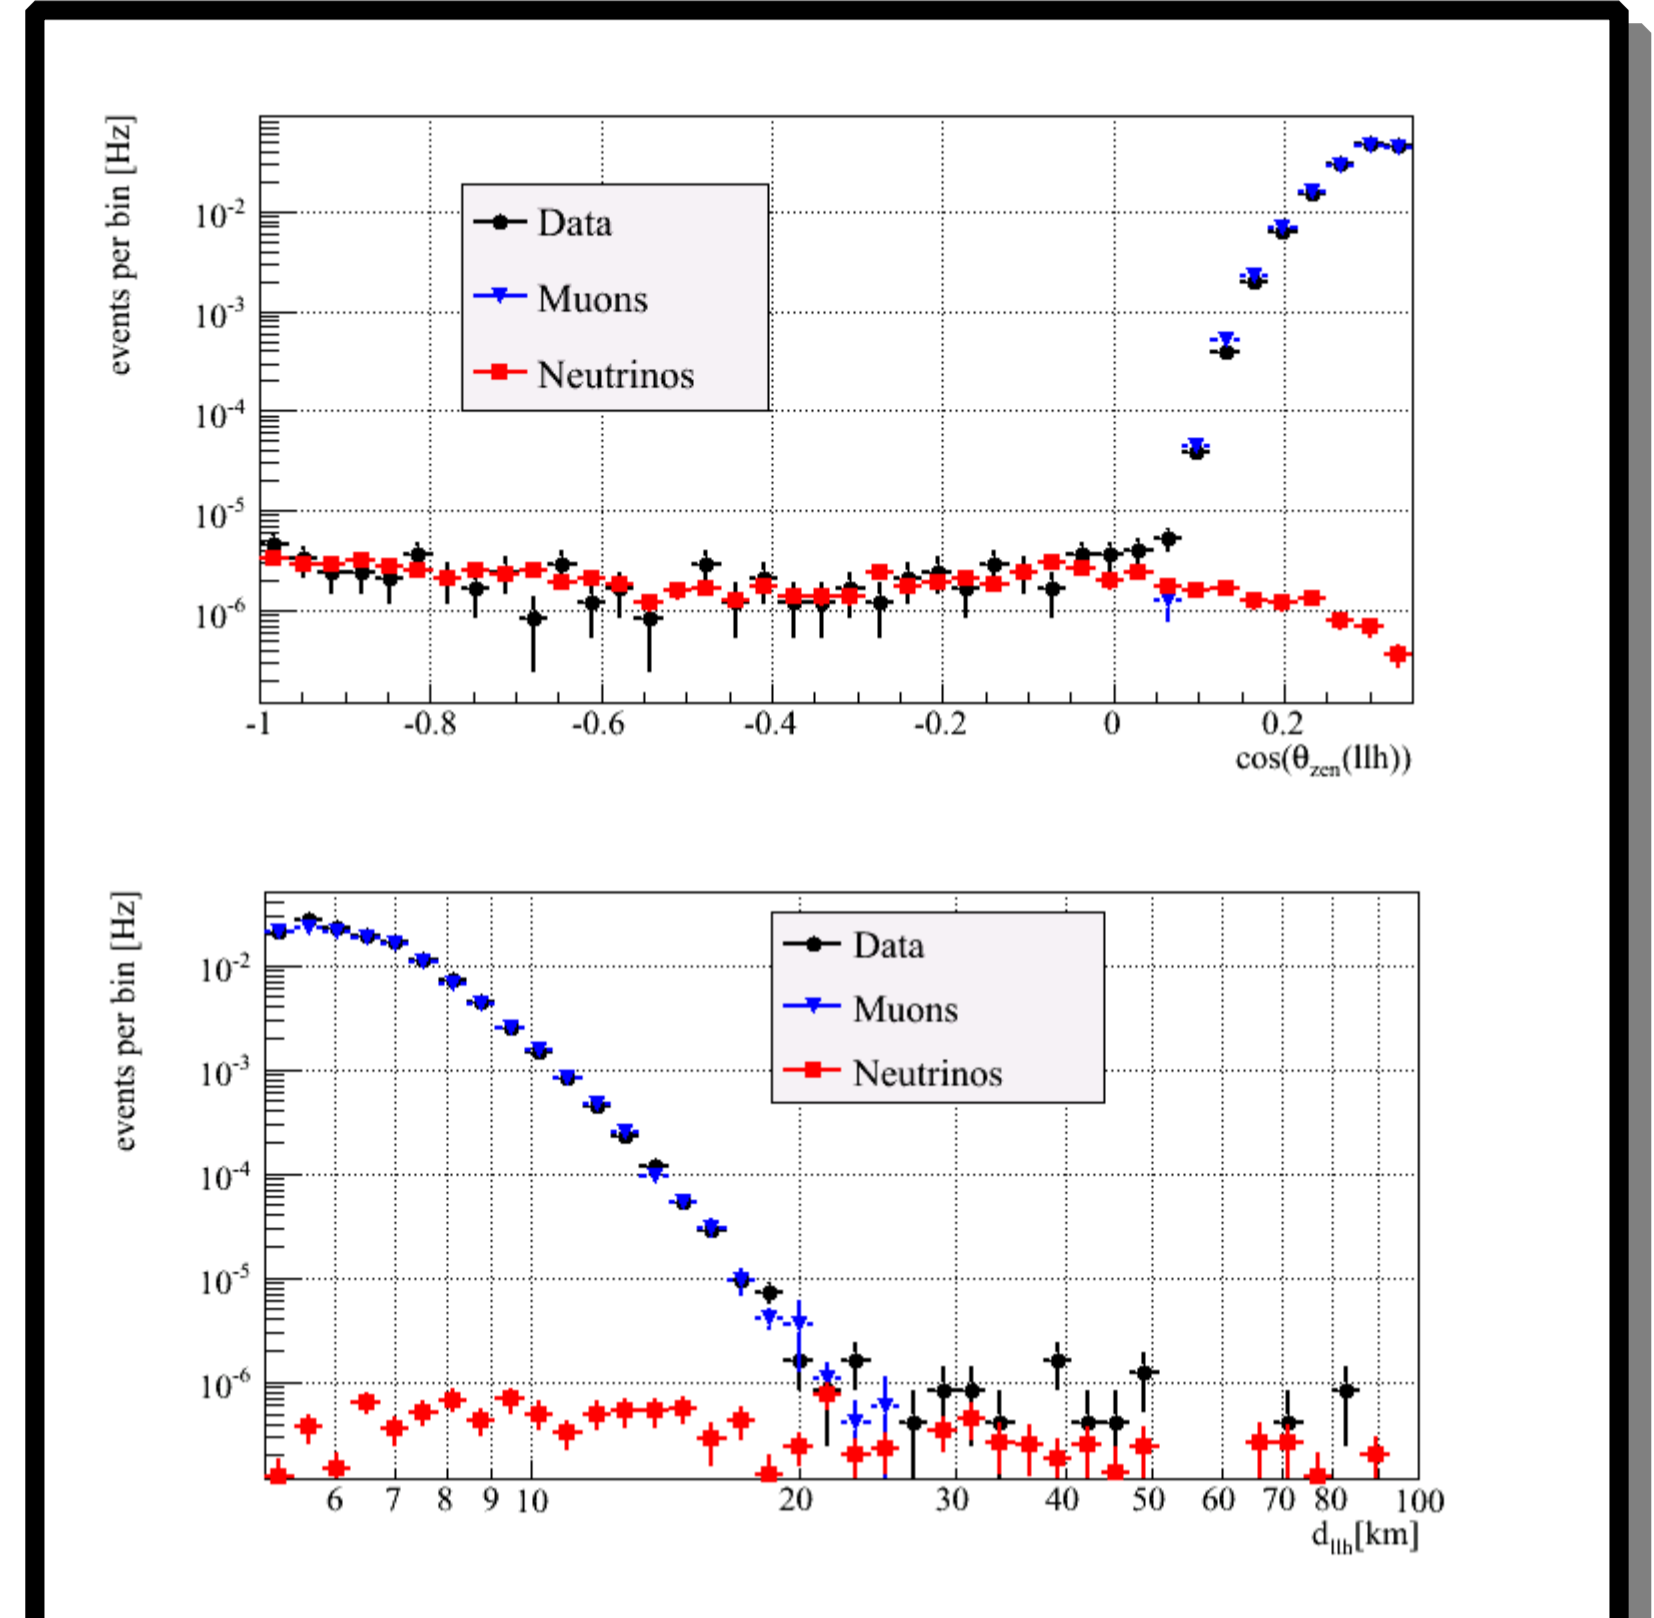 events per bin [Hz]
10⁻²
10⁻³
10⁻⁴
10⁻⁵
10⁻⁶
Data
Muons
Neutrinos
-1 -0.8 -0.6 -0.4 -0.2 0 0.2
cos(θzen(llh))
events per bin [Hz]
10⁻²
10⁻³
10⁻⁴
10⁻⁵
10⁻⁶
Data
Muons
Neutrinos
6 7 8 9 10 20 30 40 50 60 70 80 100
dllh[km]